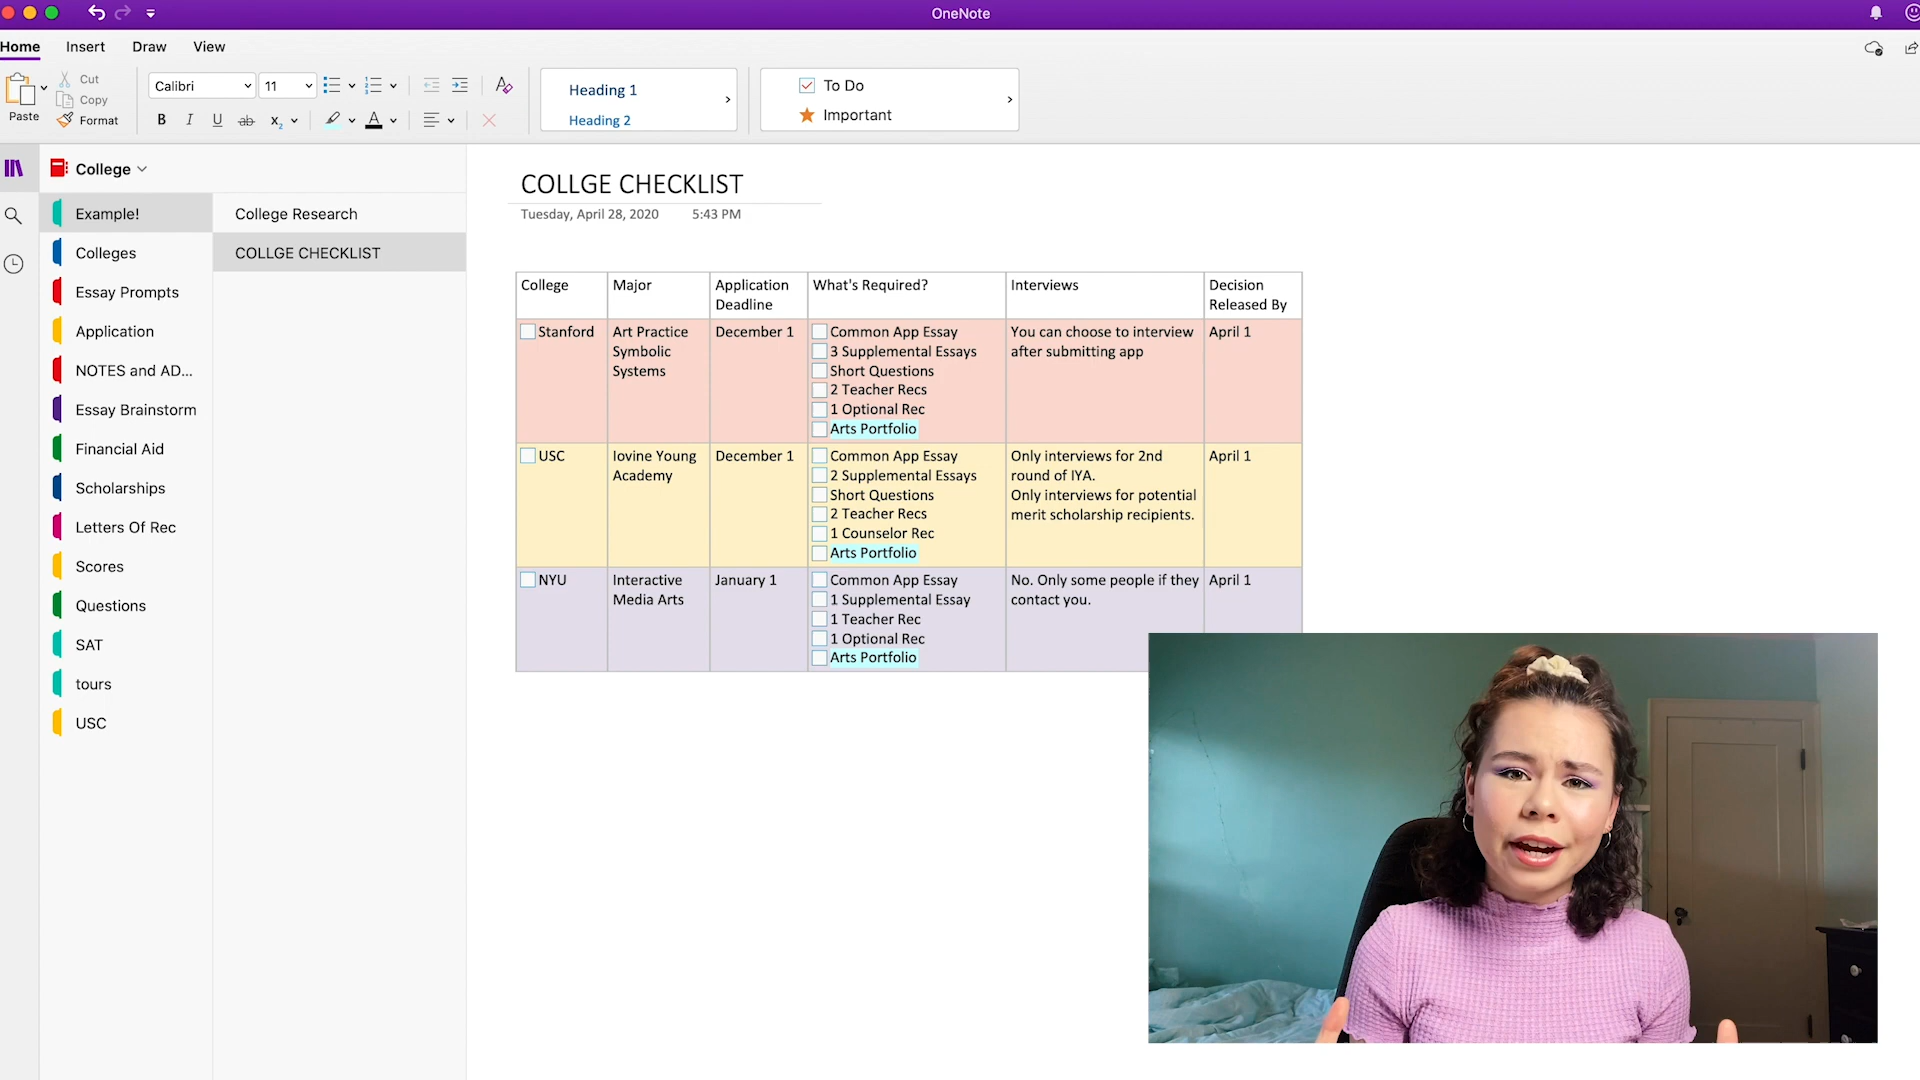 OneNote
Home Insert Draw View
Paste
Cut
Copy
Format
Calibri 11
B I U ab x₂ A
Heading 1
Heading 2
To Do
Important
College
Example!
Colleges
Essay Prompts
Application
NOTES and AD...
Essay Brainstorm
Financial Aid
Scholarships
Letters Of Rec
Scores
Questions
SAT
tours
USC
College Research
COLLGE CHECKLIST
COLLGE CHECKLIST
Tuesday, April 28, 2020 5:43 PM
College
Major
Application
Deadline
What's Required?
Interviews
Decision
Released By
Stanford
Art Practice
Symbolic
Systems
December 1
Common App Essay
3 Supplemental Essays
Short Questions
2 Teacher Recs
1 Optional Rec
Arts Portfolio
You can choose to interview
after submitting app
April 1
USC
Iovine Young
Academy
December 1
Common App Essay
2 Supplemental Essays
Short Questions
2 Teacher Recs
1 Counselor Rec
Arts Portfolio
Only interviews for 2nd
round of IYA.
Only interviews for potential
merit scholarship recipients.
April 1
NYU
Interactive
Media Arts
January 1
Common App Essay
1 Supplemental Essay
1 Teacher Rec
1 Optional Rec
Arts Portfolio
No. Only some people if they
contact you.
April 1